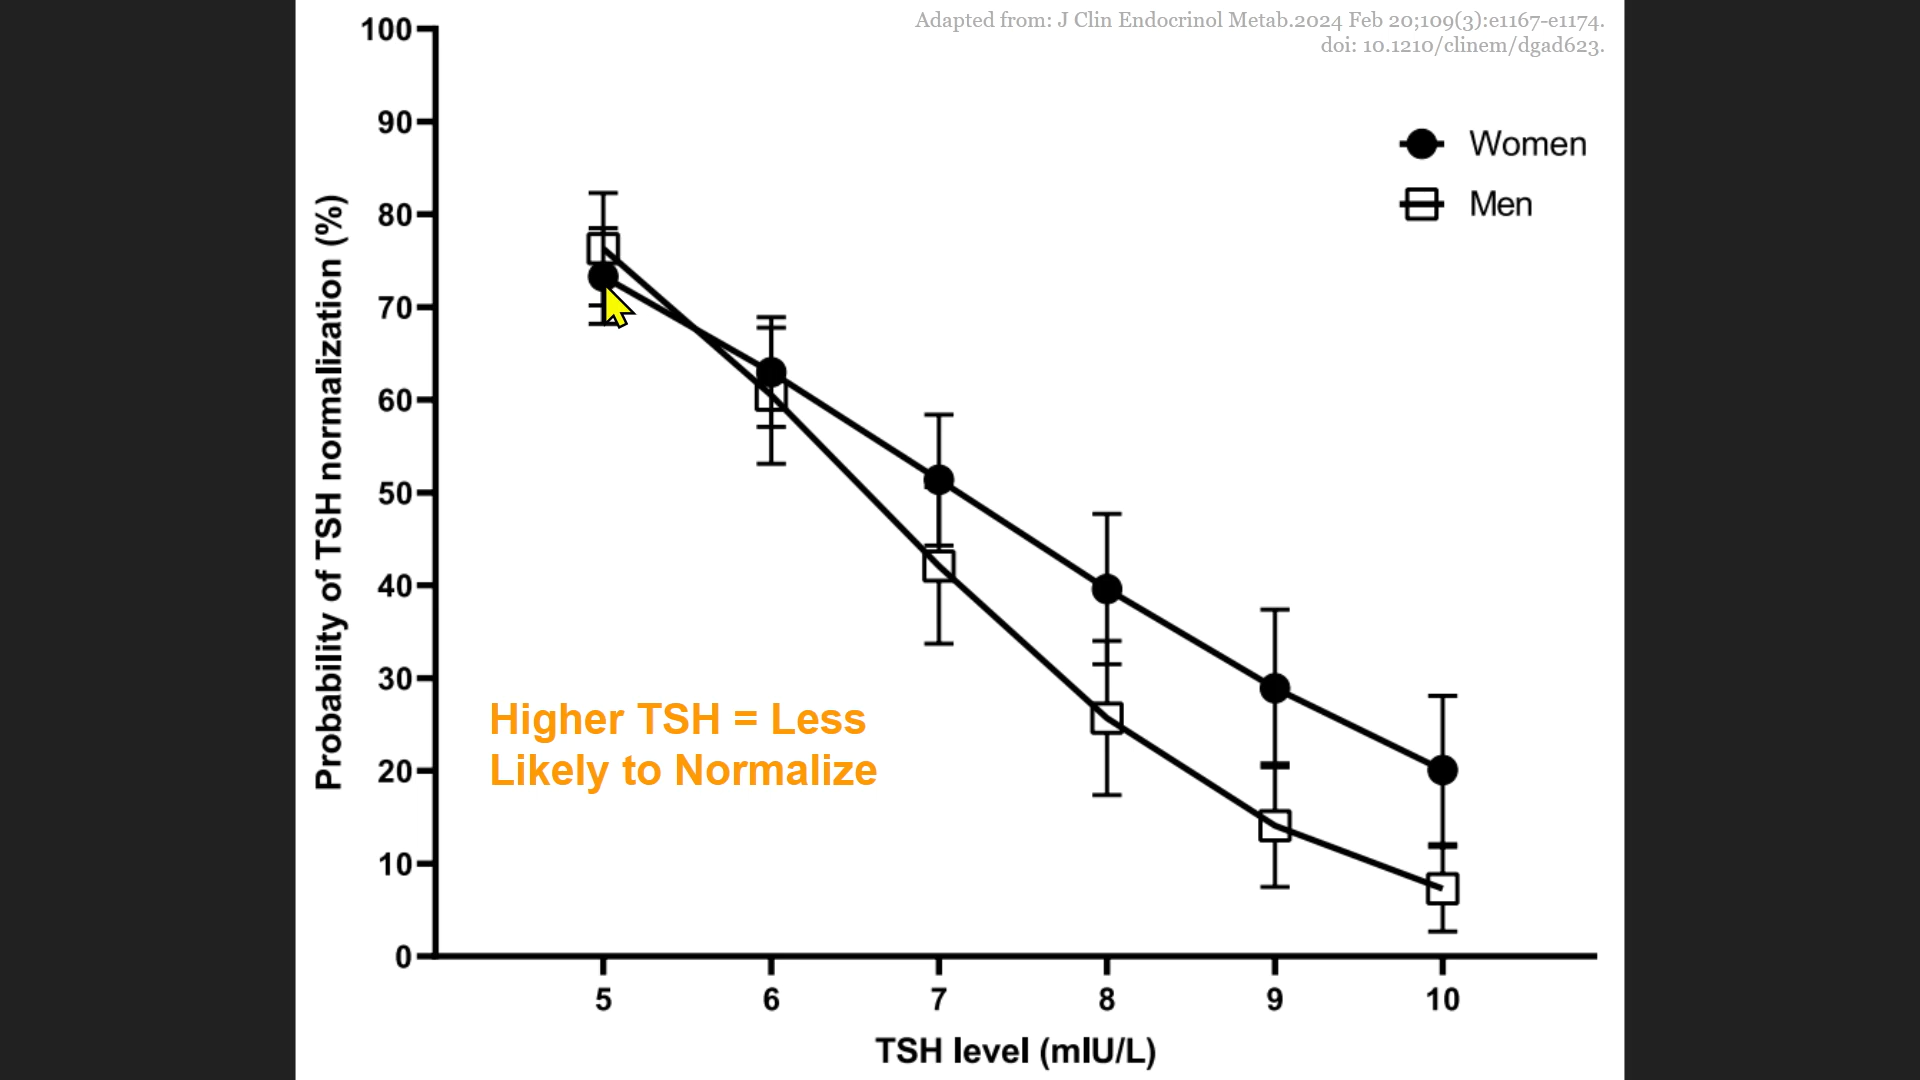 Adapted from: J Clin Endocrinol Metab.2024 Feb 20;109(3):e1167-e1174.
doi: 10.1210/clinem/dgad623.
Women
Men
Probability of TSH normalization (%)
100
90
80
70
60
50
40
30
20
10
0
Higher TSH = Less
Likely to Normalize
5 6 7 8 9 10
TSH level (mIU/L)